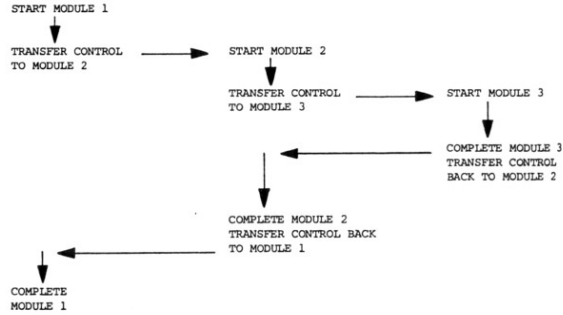 START MODULE 1
TRANSFER CONTROL
TO MODULE 2
START MODULE 2
TRANSFER CONTROL
TO MODULE 3
START MODULE 3
COMPLETE MODULE 3
TRANSFER CONTROL
BACK TO MODULE 2
COMPLETE MODULE 2
TRANSFER CONTROL BACK
TO MODULE 1
COMPLETE
MODULE 1